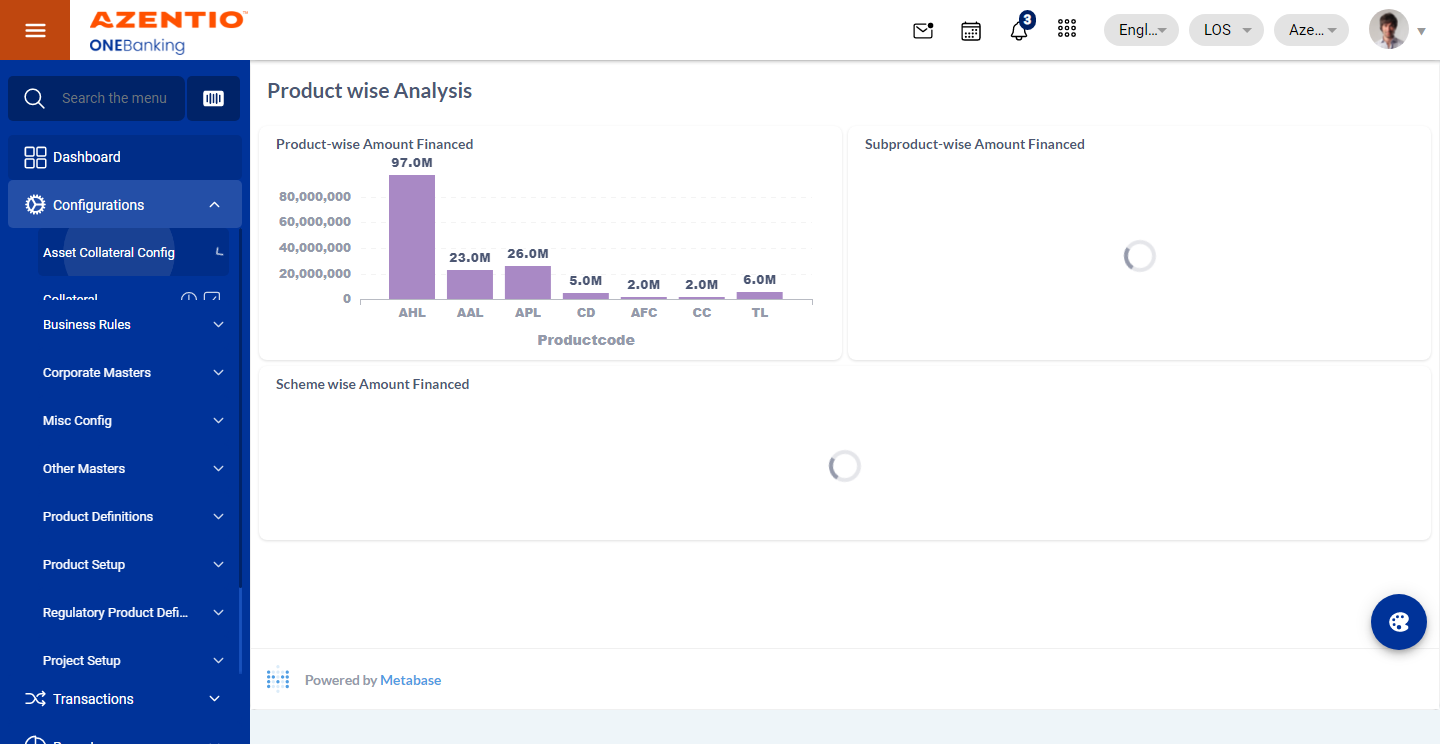 AZENTIO™
ONEBanking
3
Engl...
LOS
Aze...
Search the menu
Dashboard
Configurations
Asset Collateral Config
Collateral
Business Rules
Corporate Masters
Misc Config
Other Masters
Product Definitions
Product Setup
Regulatory Product Defi...
Project Setup
Transactions
Product wise Analysis
Product-wise Amount Financed
97.0M
80,000,000
60,000,000
40,000,000
20,000,000
0
23.0M
26.0M
5.0M
2.0M
2.0M
6.0M
AHL
AAL
APL
CD
AFC
CC
TL
Productcode
Subproduct-wise Amount Financed
Scheme wise Amount Financed
Powered by Metabase